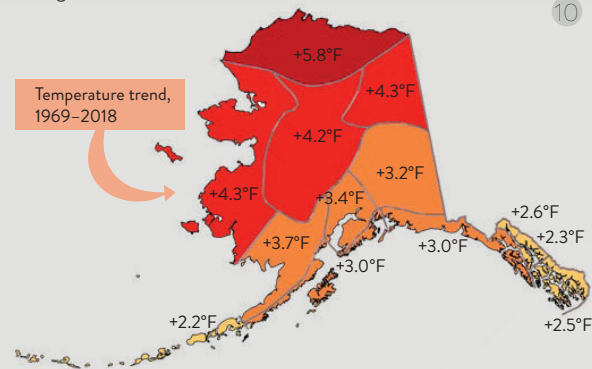 10
+5.8°F
Temperature trend,
1969–2018
+4.3°F
+4.2°F
+3.2°F
+4.3°F
+3.4°F
+2.6°F
+3.7°F
+2.3°F
+3.0°F
+3.0°F
+2.2°F
+2.5°F